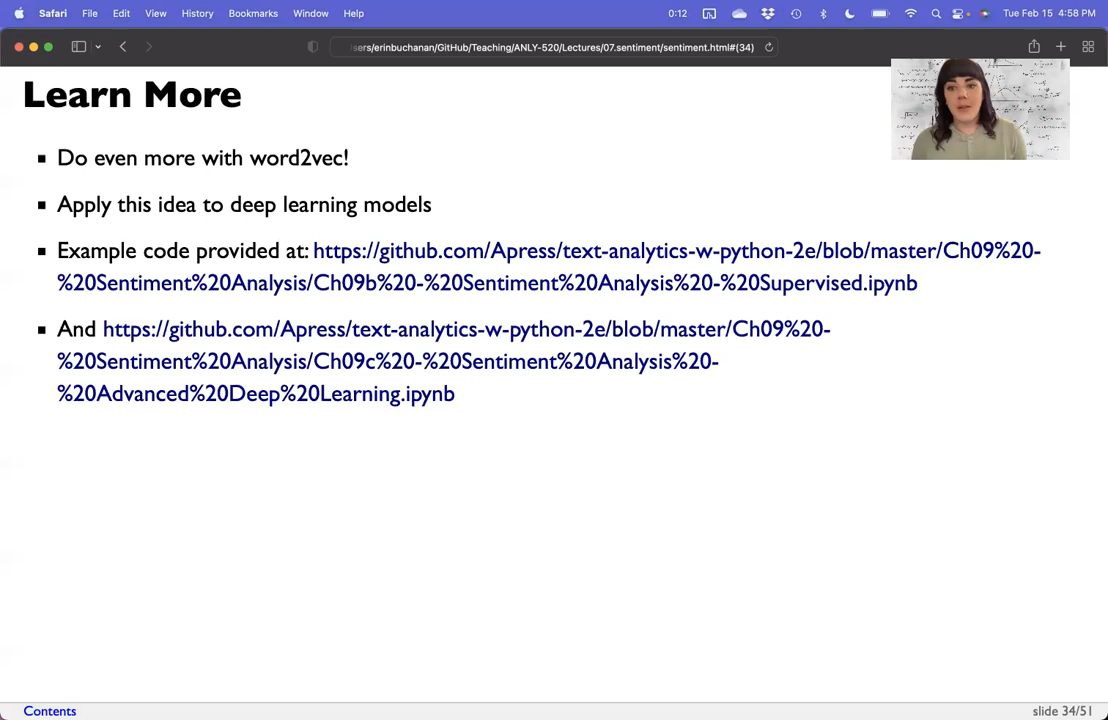 Safari File Edit View History Bookmarks Window Help 0:12 Tue Feb 15 4:58 PM
sers/erinbuchanan/GitHub/Teaching/ANLY-520/Lectures/07.sentiment/sentiment.html#(34)
Learn More
Do even more with word2vec!
Apply this idea to deep learning models
Example code provided at: https://github.com/Apress/text-analytics-w-python-2e/blob/master/Ch09%20-
%20Sentiment%20Analysis/Ch09b%20-%20Sentiment%20Analysis%20-%20Supervised.ipynb
And https://github.com/Apress/text-analytics-w-python-2e/blob/master/Ch09%20-
%20Sentiment%20Analysis/Ch09c%20-%20Sentiment%20Analysis%20-
%20Advanced%20Deep%20Learning.ipynb
Contents slide 34/51